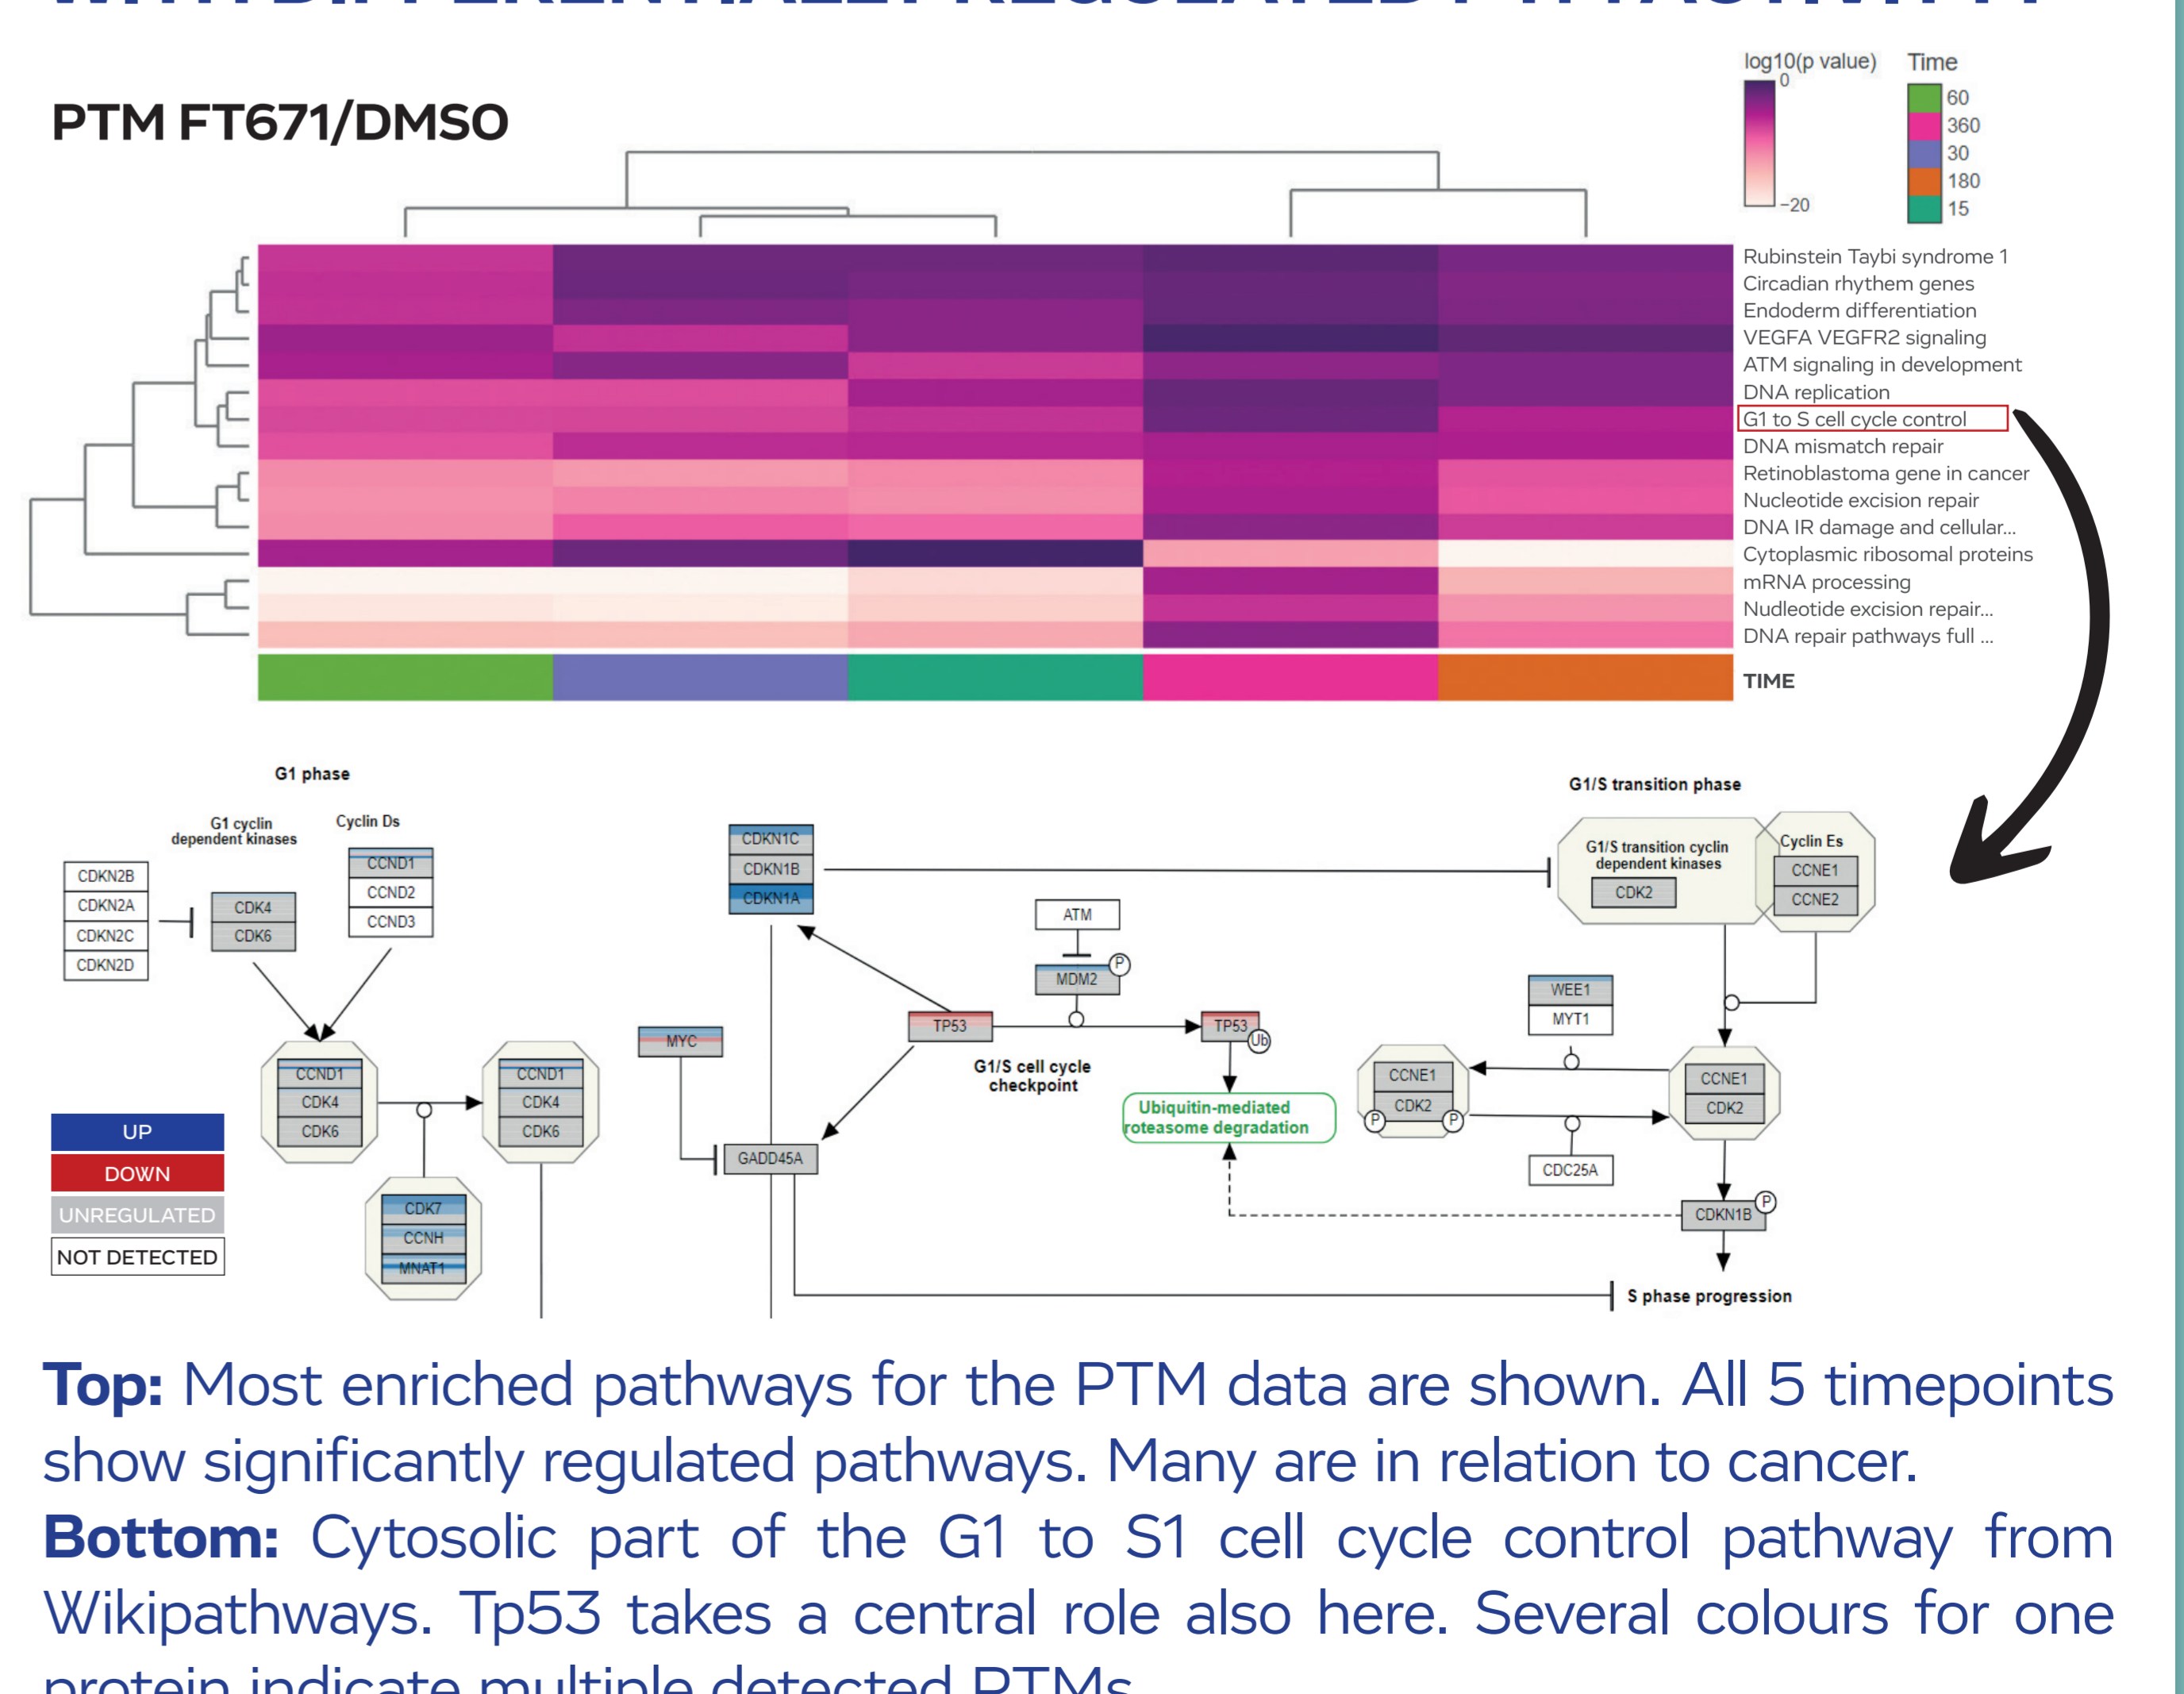 PTM FT671/DMSO
log10(p value)
0
−20
Time
60
360
30
180
15
Rubinstein Taybi syndrome 1
Circadian rhythem genes
Endoderm differentiation
VEGFA VEGFR2 signaling
ATM signaling in development
DNA replication
G1 to S cell cycle control
DNA mismatch repair
Retinoblastoma gene in cancer
Nucleotide excision repair
DNA IR damage and cellular...
Cytoplasmic ribosomal proteins
mRNA processing
Nudleotide excision repair...
DNA repair pathways full ...
TIME
G1 phase
G1 cyclin
dependent kinases
Cyclin Ds
CDKN2B
CDKN2A
CDKN2C
CDKN2D
CDK4
CDK6
CCND1
CCND2
CCND3
CCND1
CDK4
CDK6
CCND1
CDK4
CDK6
CDK7
CCNH
MNAT1
UP
DOWN
UNREGULATED
NOT DETECTED
CDKN1C
CDKN1B
CDKN1A
ATM
MDM2
P
MYC
TP53
TP53
Ub
G1/S cell cycle
checkpoint
GADD45A
Ubiquitin-mediated
roteasome degradation
G1/S transition phase
G1/S transition cyclin
dependent kinases
CDK2
Cyclin Es
CCNE1
CCNE2
WEE1
MYT1
CCNE1
CDK2
P
P
CCNE1
CDK2
CDC25A
CDKN1B
P
S phase progression
Top: Most enriched pathways for the PTM data are shown. All 5 timepoints
show significantly regulated pathways. Many are in relation to cancer.
Bottom: Cytosolic part of the G1 to S1 cell cycle control pathway from
Wikipathways. Tp53 takes a central role also here. Several colours for one
protein indicate multiple detected PTMs